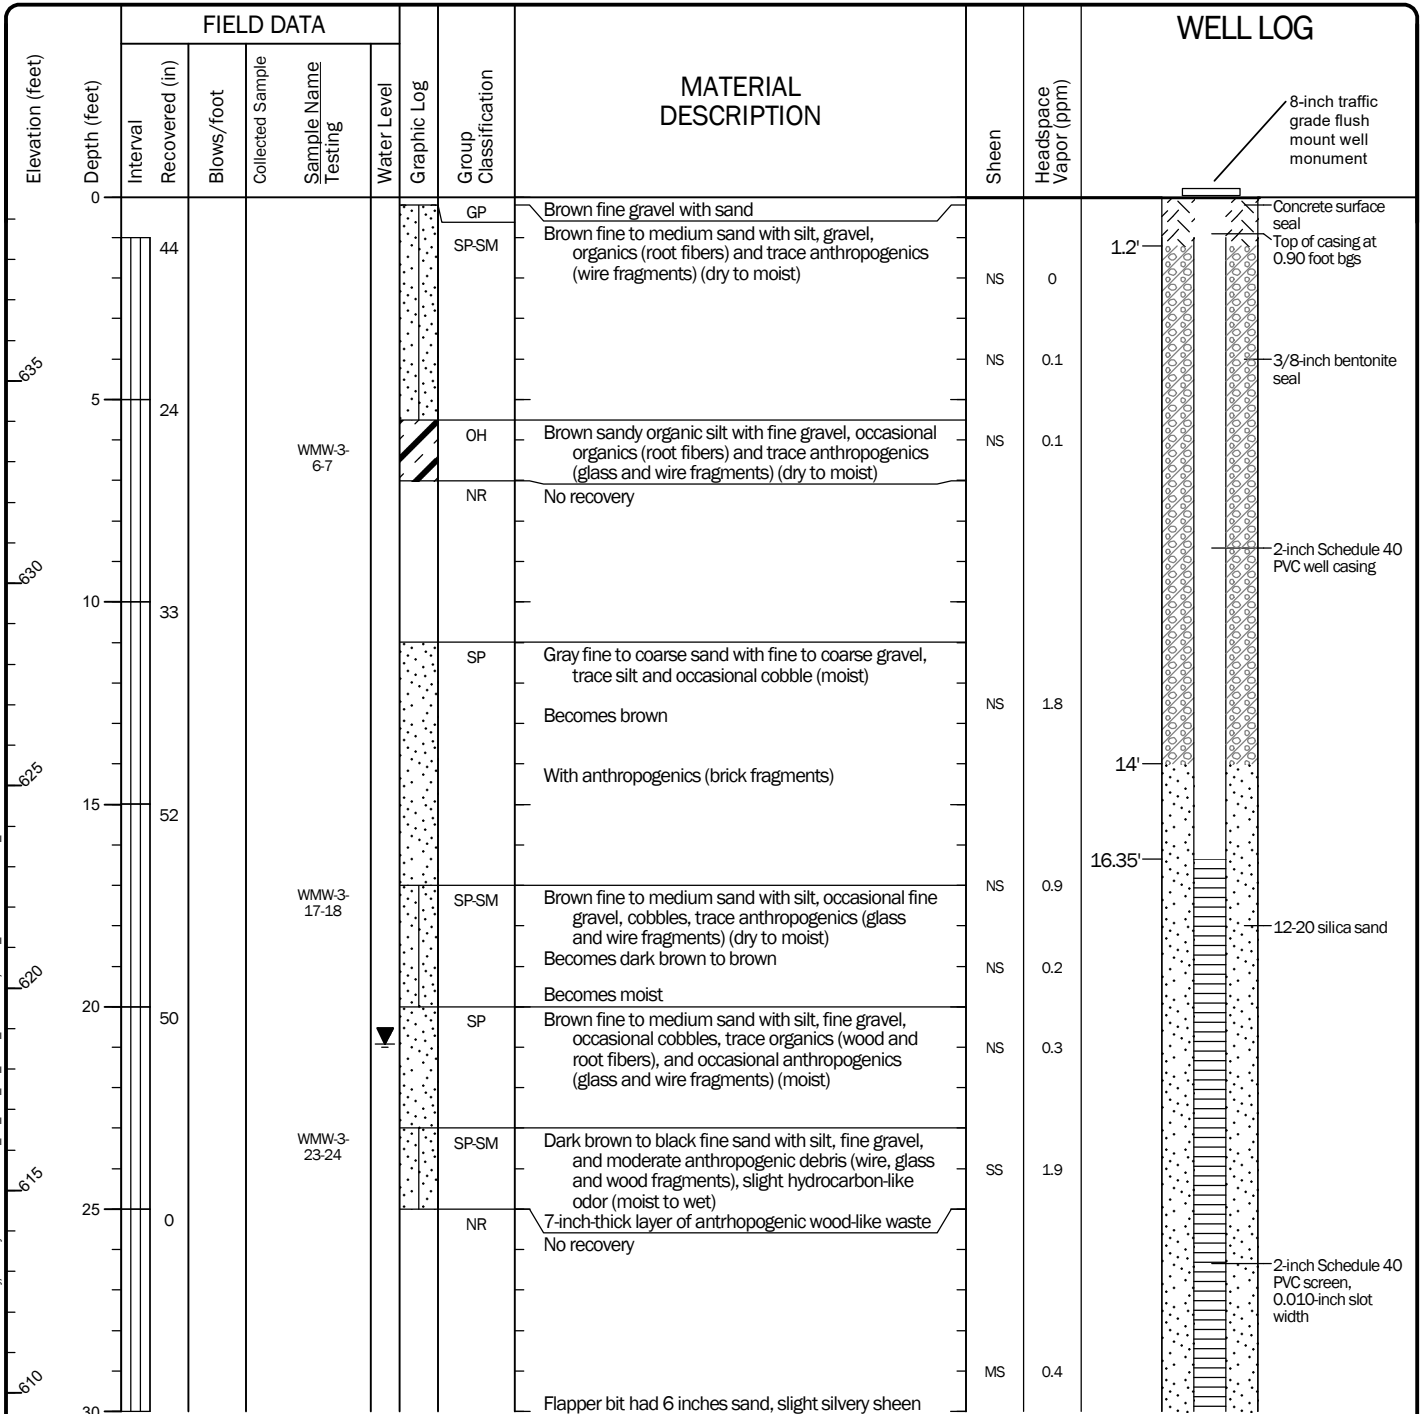 FIELD DATA
WELL LOG
Elevation (feet)
Depth (feet)
Interval
Recovered (in)
Blows/foot
Collected Sample
Sample Name
Testing
Water Level
Graphic Log
Group
Classification
MATERIAL
DESCRIPTION
Sheen
Headspace
Vapor (ppm)
8-inch traffic
grade flush
mount well
monument
0
GP
Brown fine gravel with sand
Concrete surface
seal
44
SP-SM
Brown fine to medium sand with silt, gravel,
organics (root fibers) and trace anthropogenics
(wire fragments) (dry to moist)
NS
0
1.2'
Top of casing at
0.90 foot bgs
635
NS
0.1
3/8-inch bentonite
seal
5
24
WMW-3-
6-7
OH
Brown sandy organic silt with fine gravel, occasional
organics (root fibers) and trace anthropogenics
(glass and wire fragments) (dry to moist)
NS
0.1
NR
No recovery
630
2-inch Schedule 40
PVC well casing
10
33
SP
Gray fine to coarse sand with fine to coarse gravel,
trace silt and occasional cobble (moist)
NS
1.8
Becomes brown
625
With anthropogenics (brick fragments)
14'
15
52
16.35'
WMW-3-
17-18
SP-SM
Brown fine to medium sand with silt, occasional fine
gravel, cobbles, trace anthropogenics (glass
and wire fragments) (dry to moist)
NS
0.9
12-20 silica sand
Becomes dark brown to brown
NS
0.2
620
Becomes moist
20
50
SP
Brown fine to medium sand with silt, fine gravel,
occasional cobbles, trace organics (wood and
root fibers), and occasional anthropogenics
(glass and wire fragments) (moist)
NS
0.3
WMW-3-
23-24
SP-SM
Dark brown to black fine sand with silt, fine gravel,
and moderate anthropogenic debris (wire, glass
and wood fragments), slight hydrocarbon-like
odor (moist to wet)
SS
1.9
615
25
0
NR
7-inch-thick layer of antrhopogenic wood-like waste
No recovery
2-inch Schedule 40
PVC screen,
0.010-inch slot
width
MS
0.4
610
Flapper bit had 6 inches sand, slight silvery sheen
30